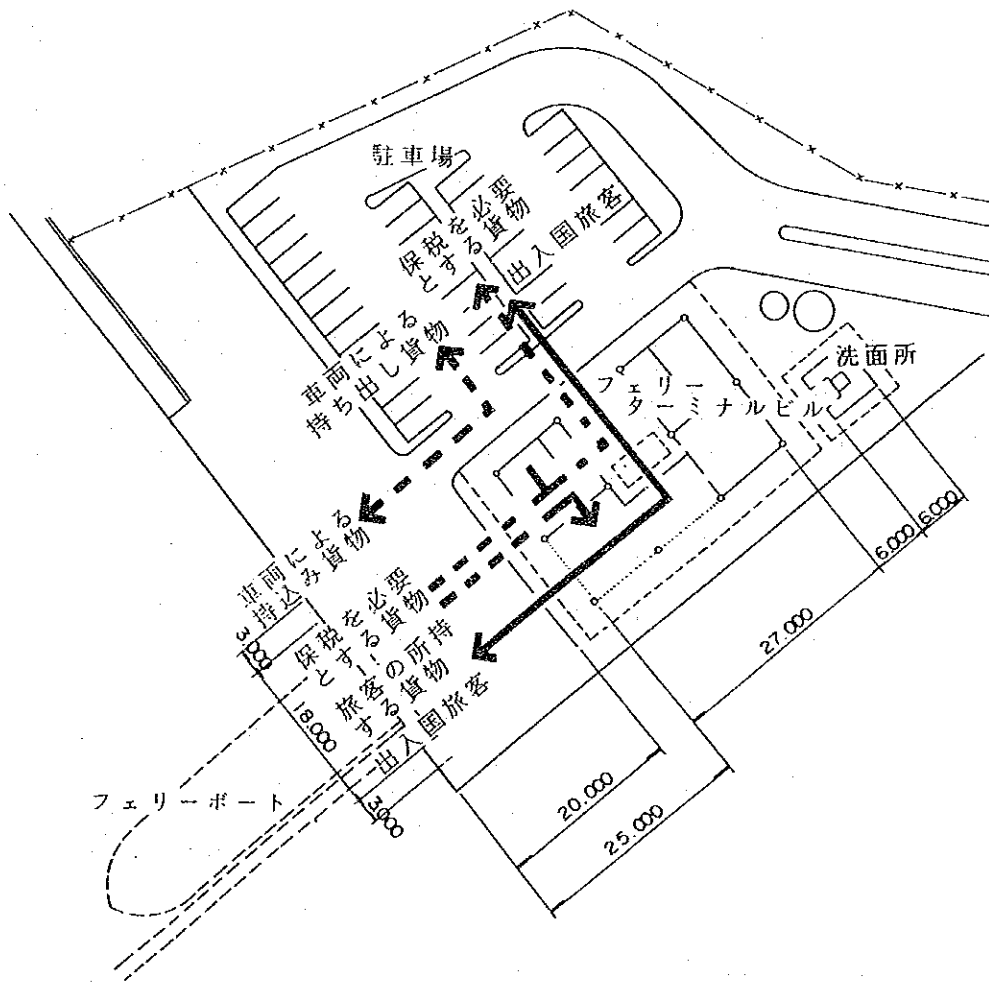 駐車場
保税を必要
とする貨物
出入国旅客
車両による
持ち出し貨物
洗面所
フェリー
ターミナルビル
車両による
持込み貨物
保税を必要
とする貨物
旅客の所持
する貨物
出入国旅客
フェリーボート
3.000
18.000
3.000
20.000
25.000
27.000
6.000
6.000